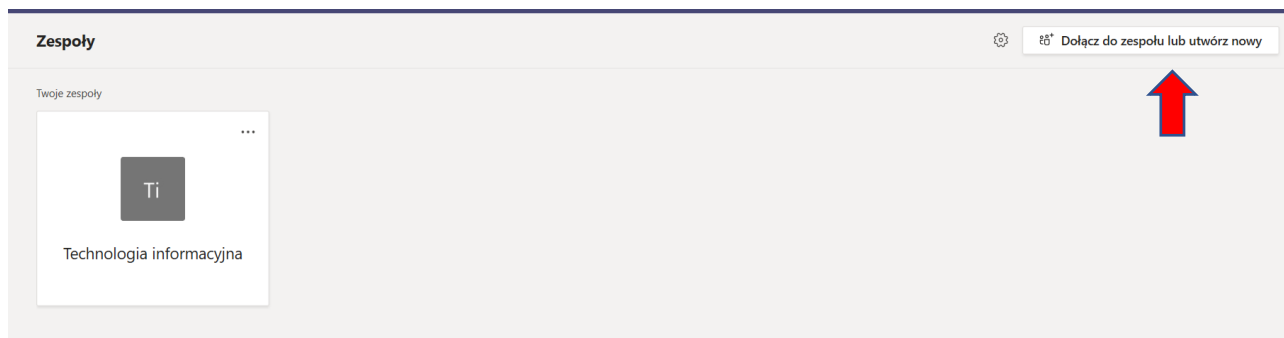 Zespoły
Dołącz do zespołu lub utwórz nowy
Twoje zespoły
...
Ti
Technologia informacyjna